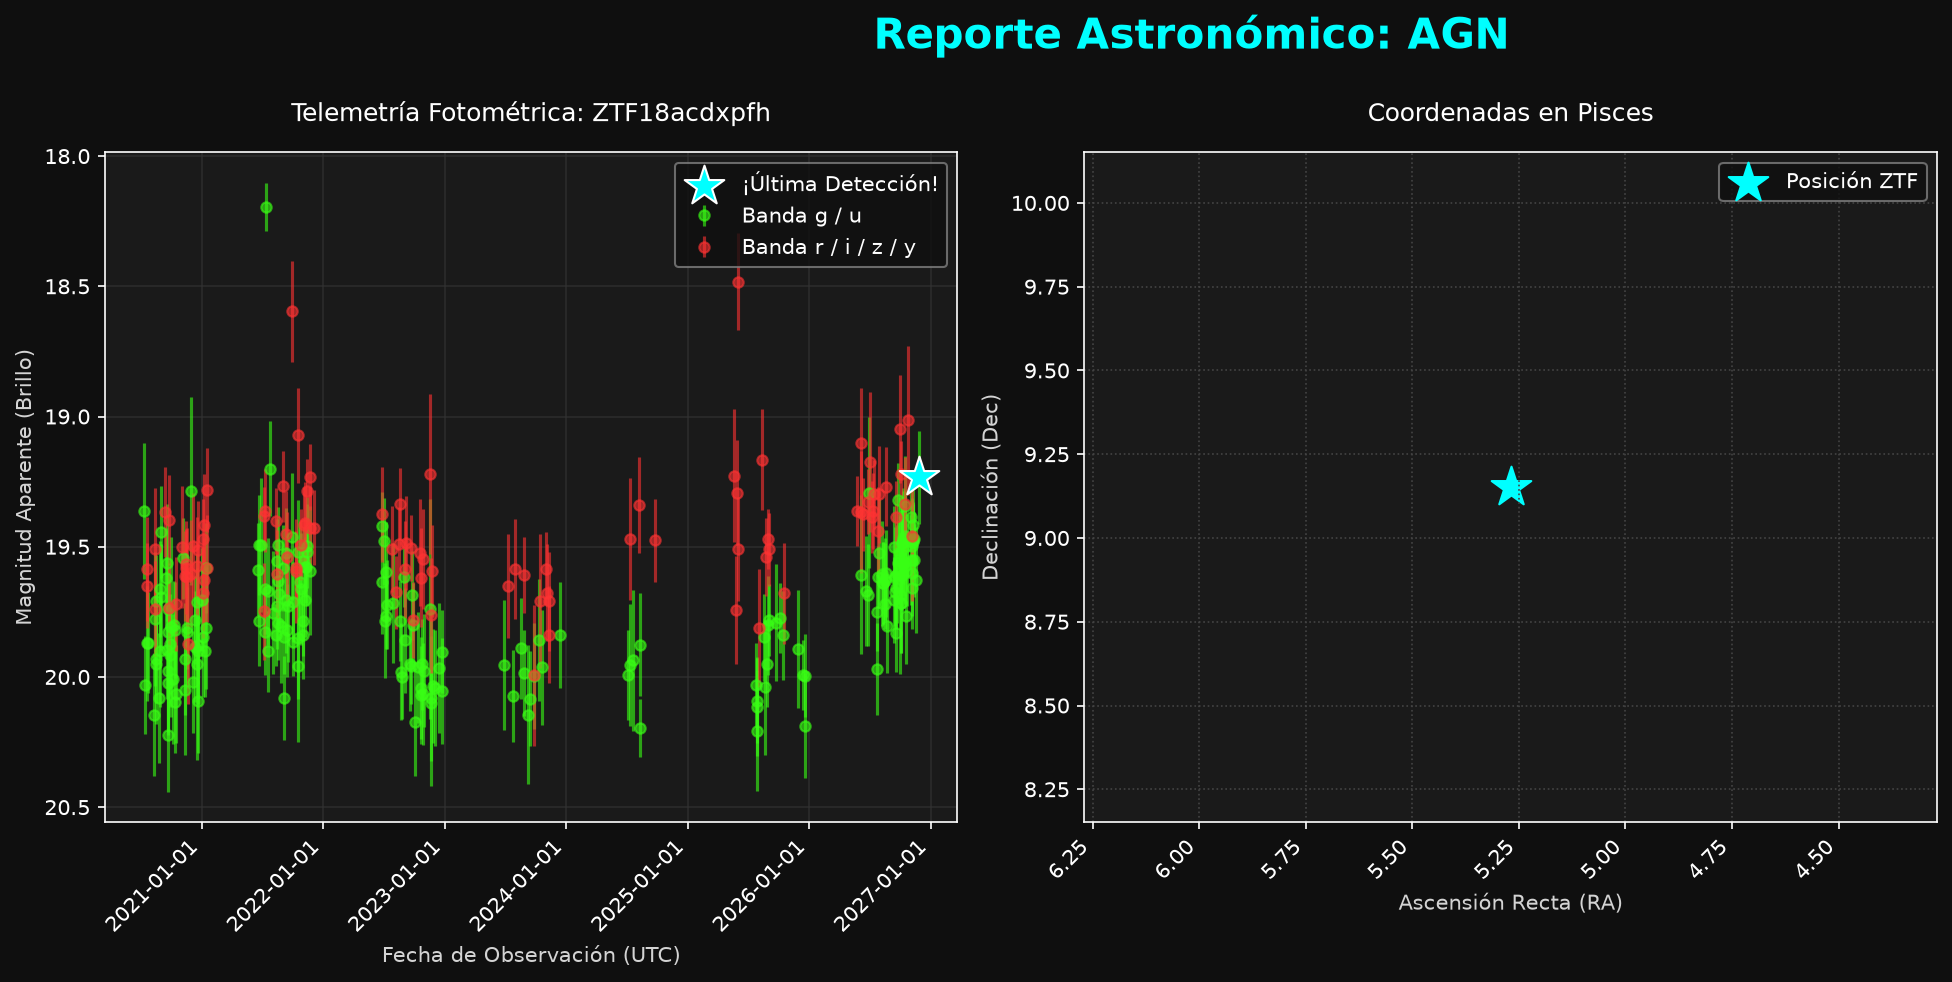 Reporte Astronómico: AGN
Telemetría Fotométrica: ZTF18acdxpfh
¡Última Detección!
Banda g / u
Banda r / i / z / y
Magnitud Aparente (Brillo)
18.0
18.5
19.0
19.5
20.0
20.5
2021-01-01
2022-01-01
2023-01-01
2024-01-01
2025-01-01
2026-01-01
2027-01-01
Fecha de Observación (UTC)
Coordenadas en Pisces
Posición ZTF
Declinación (Dec)
10.00
9.75
9.50
9.25
9.00
8.75
8.50
8.25
6.25
6.00
5.75
5.50
5.25
5.00
4.75
4.50
Ascensión Recta (RA)